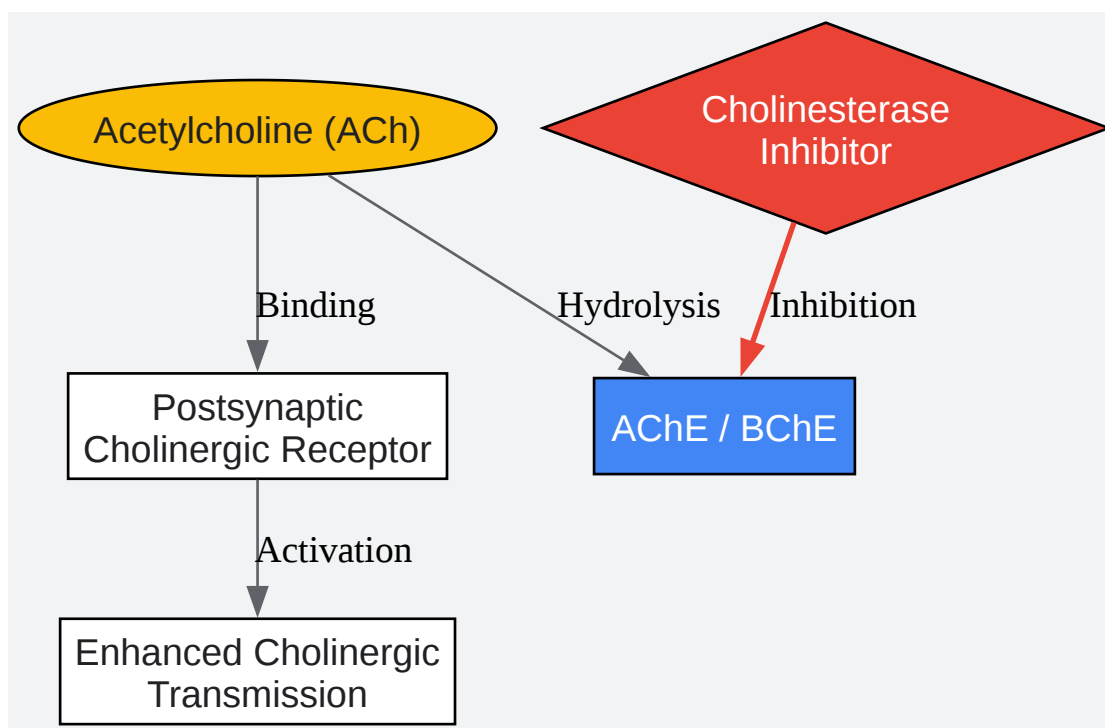 Acetylcholine (ACh)
Cholinesterase
Inhibitor
Binding
Hydrolysis
Inhibition
Postsynaptic
Cholinergic Receptor
AChE / BChE
Activation
Enhanced Cholinergic
Transmission